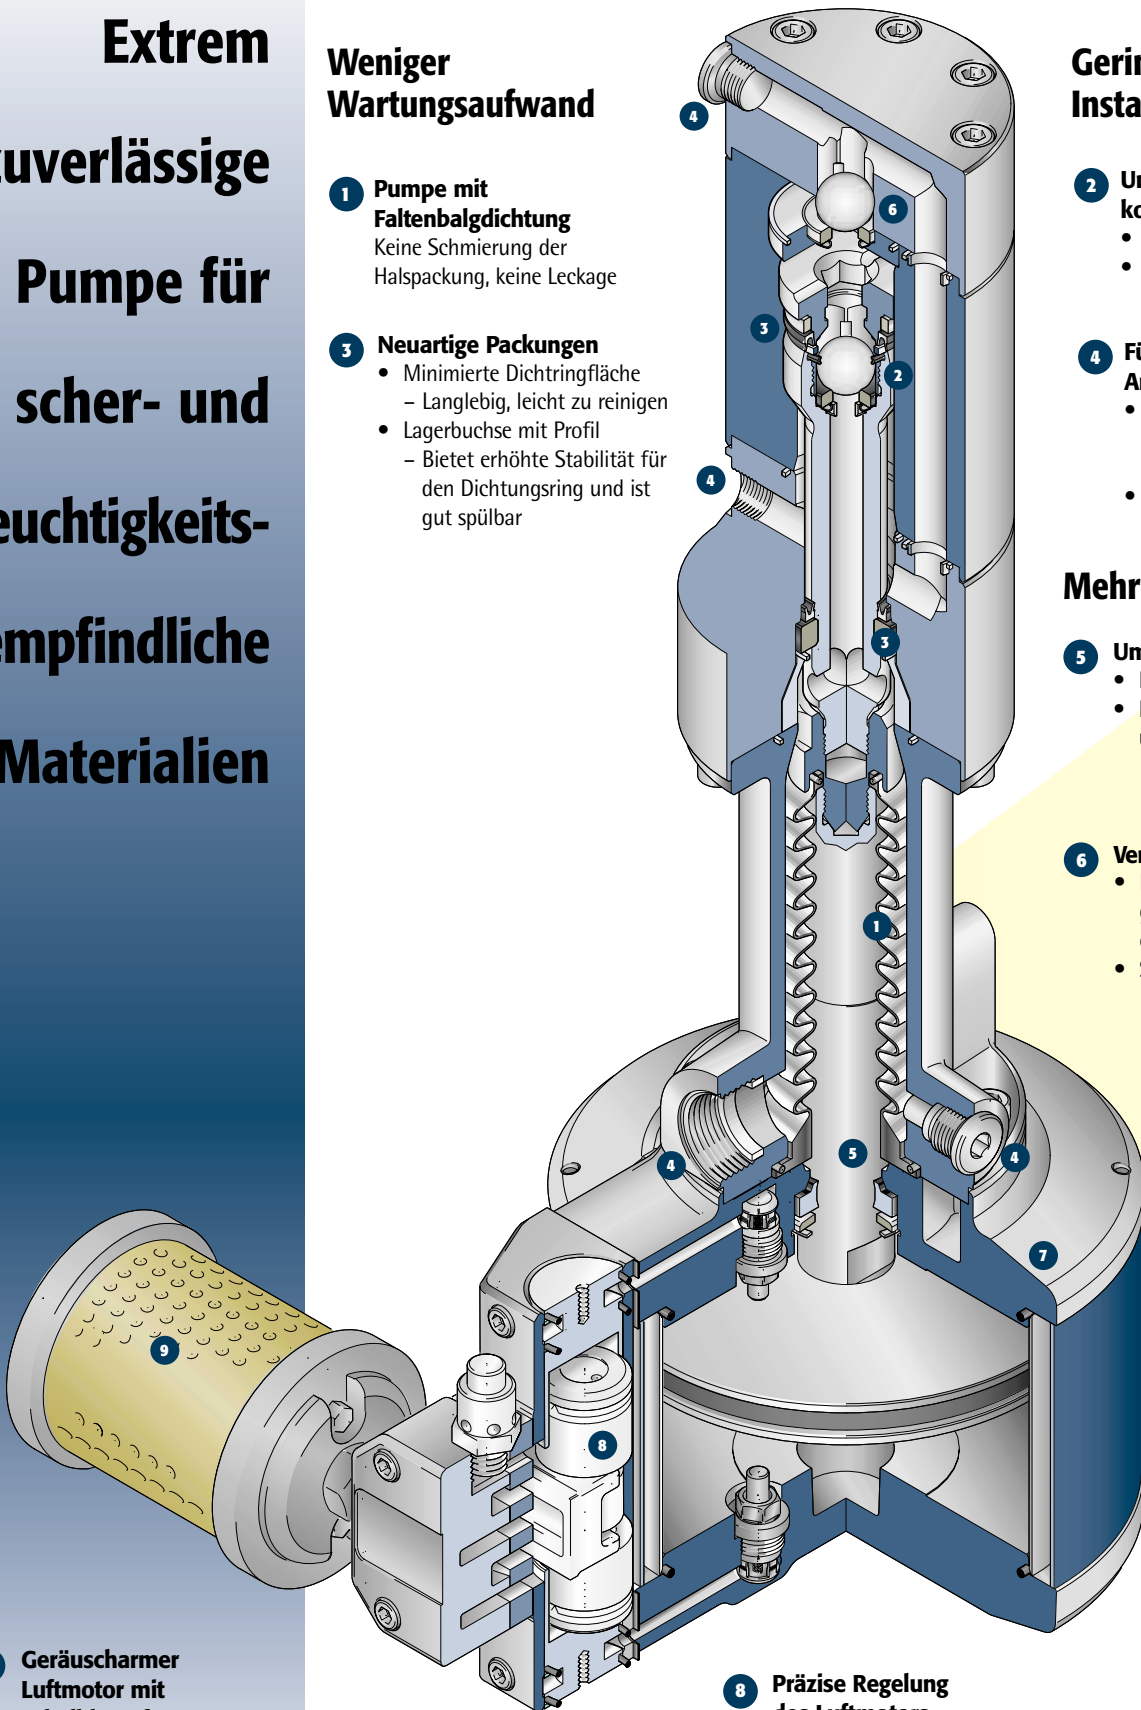 Extrem
zuverlässige
Pumpe für
scher- und
euchtigkeits-
empfindliche
Materialien
Weniger
Wartungsaufwand
1 Pumpe mit
Faltenbalgdichtung
Keine Schmierung der
Halspackung, keine Leckage
3 Neuartige Packungen
• Minimierte Dichtringfläche
– Langlebig, leicht zu reinigen
• Lagerbuchse mit Profil
– Bietet erhöhte Stabilität für
den Dichtungsring und ist
gut spülbar
4
6
3
2
4
3
1
4
5
4
7
9
8
Geräuscharmer
Luftmotor mit
8 Präzise Regelung
des Luftmotors
2
4
Mehr
5
6